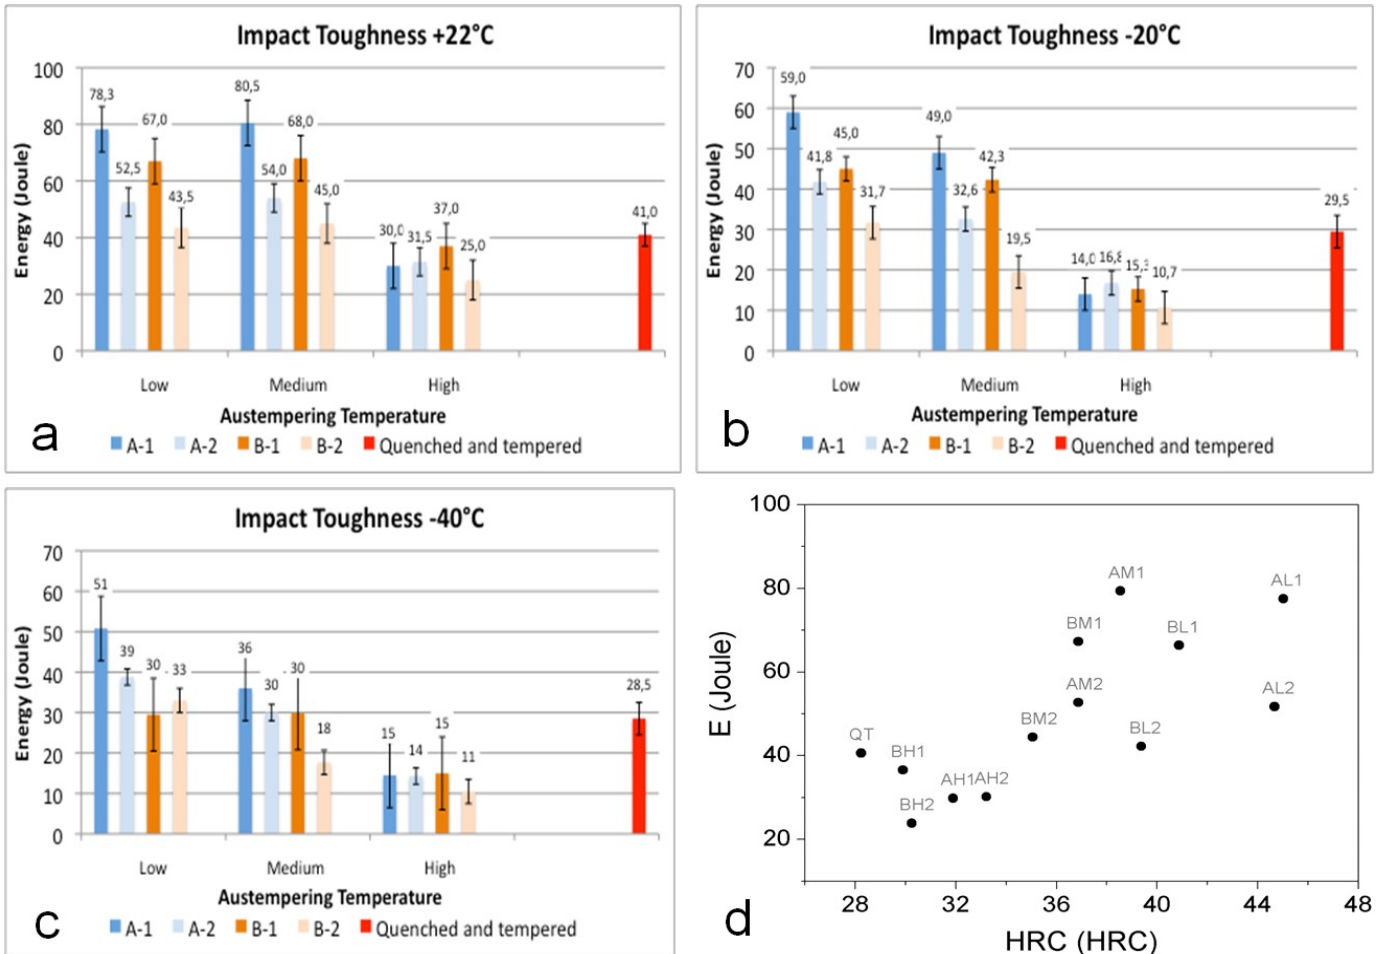 Impact Toughness +22°C
100
80
60
40
20
0
Energy (Joule)
78,3
52,5
67,0
43,5
80,5
54,0
68,0
45,0
30,0
31,5
37,0
25,0
41,0
Low Medium High
Austempering Temperature
A-1 A-2 B-1 B-2 Quenched and tempered
a
Impact Toughness -20°C
70
60
50
40
30
20
10
0
Energy (Joule)
59,0
41,8
45,0
31,7
49,0
32,6
42,3
19,5
14,0
16,8
15,3
10,7
29,5
Low Medium High
Austempering Temperature
A-1 A-2 B-1 B-2 Quenched and tempered
b
Impact Toughness -40°C
70
60
50
40
30
20
10
0
Energy (Joule)
51
39
30
33
36
30
30
18
15
14
15
11
28,5
Low Medium High
Austempering Temperature
A-1 A-2 B-1 B-2 Quenched and tempered
c
100
80
60
40
20
E (Joule)
AM1
AL1
BM1
BL1
AM2
AL2
BM2
BL2
QT
BH1
AH1 AH2
BH2
28 32 36 40 44 48
HRC (HRC)
d